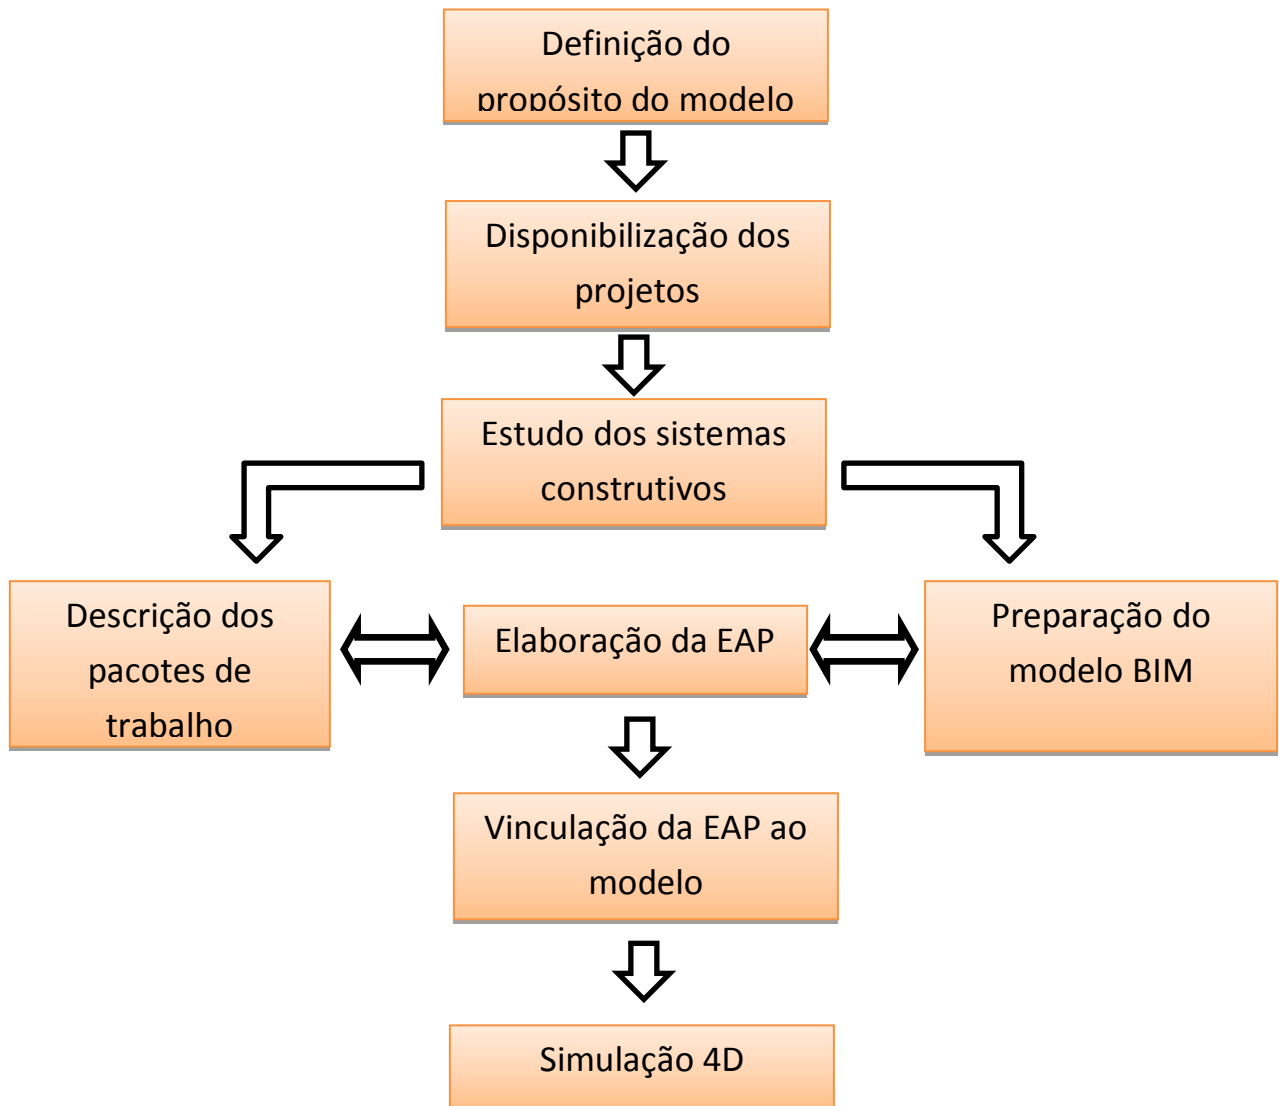 Definição do
propósito do modelo
Disponibilização dos
projetos
Estudo dos sistemas
construtivos
Descrição dos
pacotes de
trabalho
Elaboração da EAP
Preparação do
modelo BIM
Vinculação da EAP ao
modelo
Simulação 4D